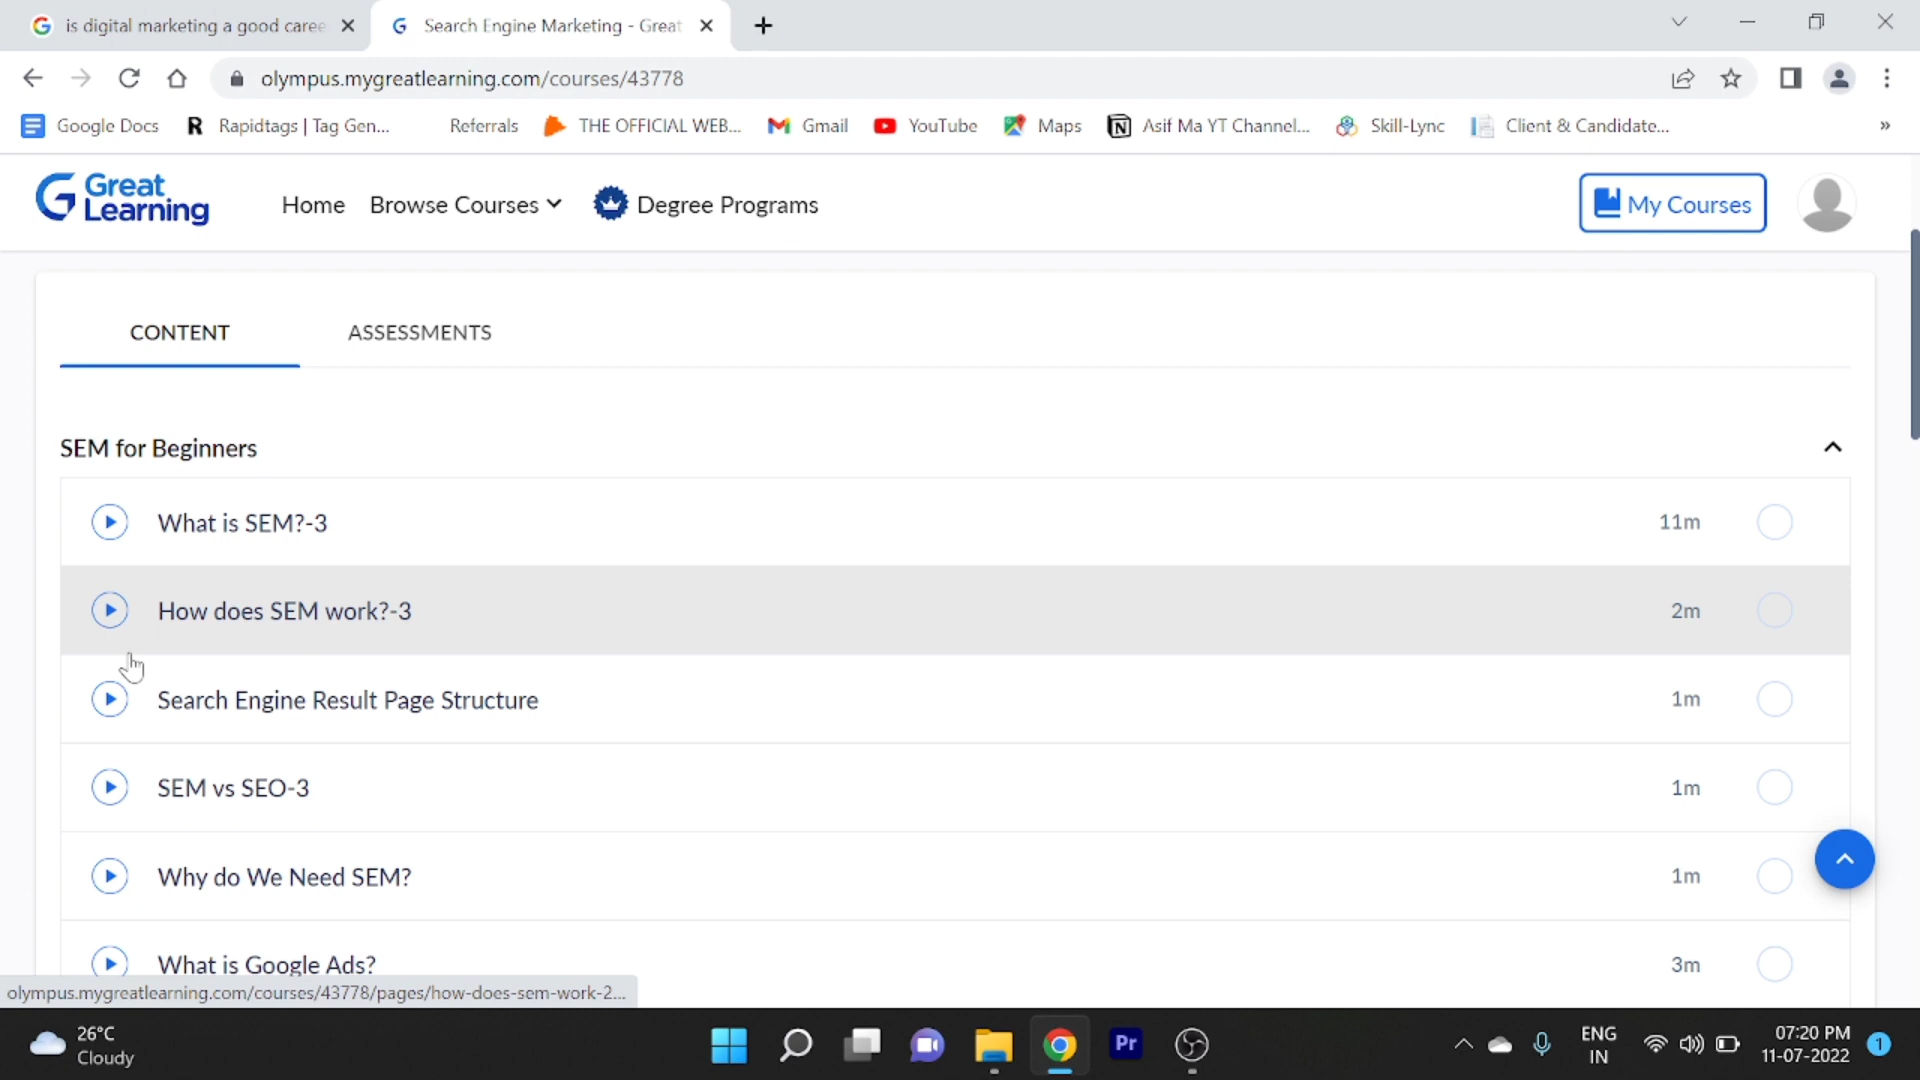 is digital marketing a good caree
Search Engine Marketing - Great
olympus.mygreatlearning.com/courses/43778
Google Docs
Rapidtags | Tag Gen...
Referrals
THE OFFICIAL WEB...
Gmail
YouTube
Maps
Asif Ma YT Channel...
Skill-Lync
Client & Candidate...
»
Great
Learning
Home
Browse Courses
Degree Programs
My Courses
CONTENT
ASSESSMENTS
SEM for Beginners
What is SEM?-3
11m
How does SEM work?-3
2m
Search Engine Result Page Structure
1m
SEM vs SEO-3
1m
Why do We Need SEM?
1m
What is Google Ads?
3m
olympus.mygreatlearning.com/courses/43778/pages/how-does-sem-work-2...
26°C
Cloudy
Pr
ENG
IN
07:20 PM
11-07-2022
1